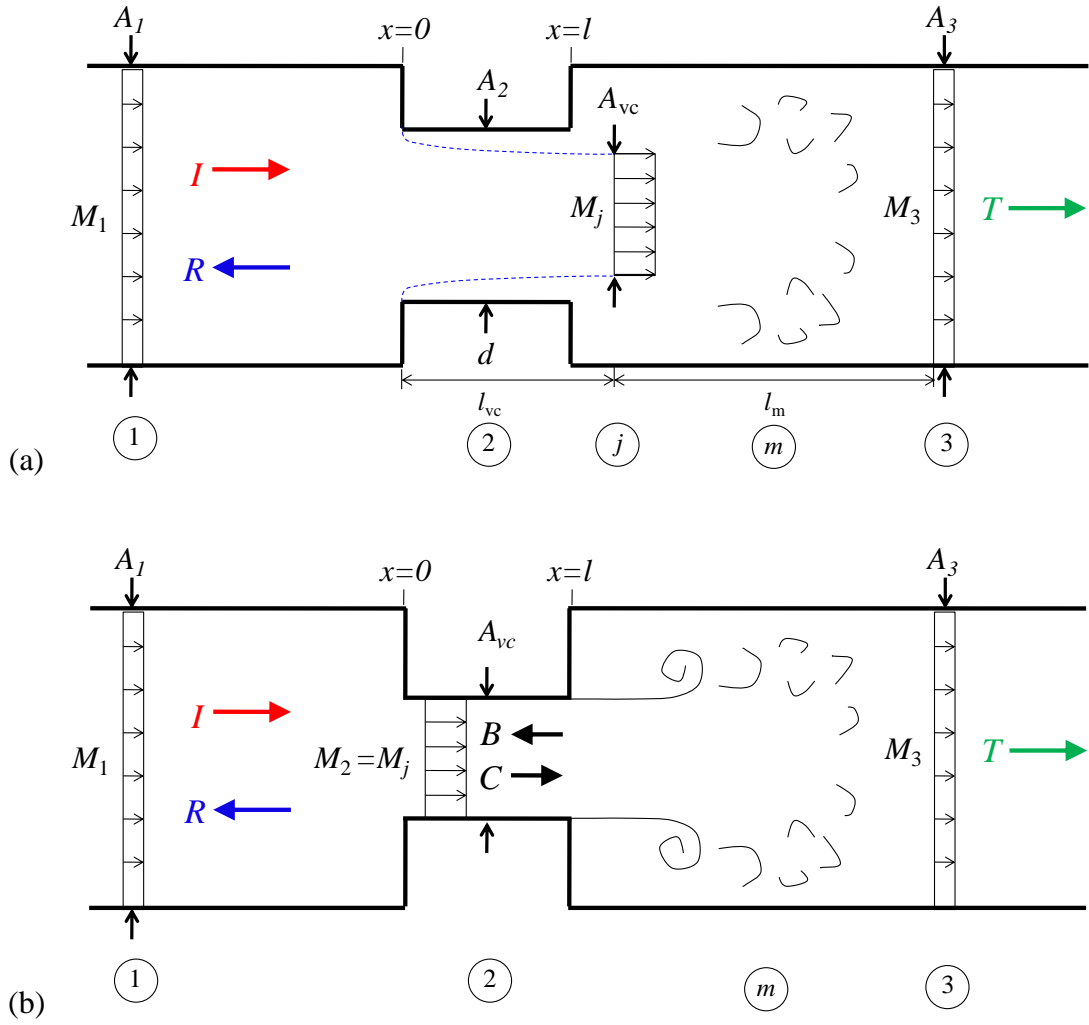 A1 x=0 x=l A3
A2 Avc
I
M1 Mj M3 T
R
d
lvc lm
1 2 j m 3
(a)
A1 x=0 x=l A3
Avc
I B
M1 M2 = Mj M3 T
C
R
1 2 m 3
(b)